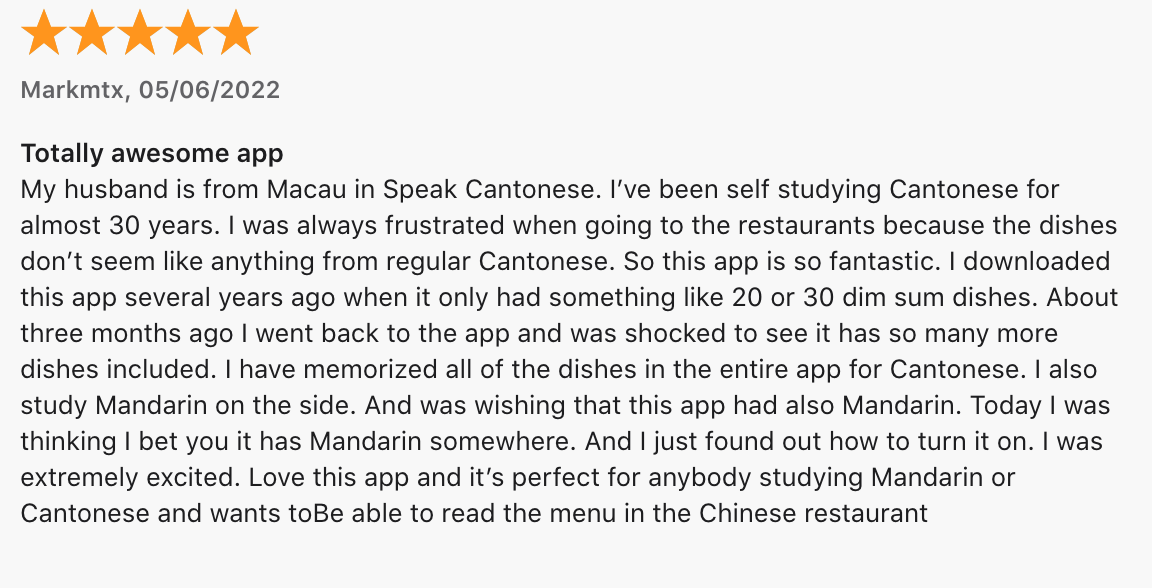 Markmtx, 05/06/2022
Totally awesome app
My husband is from Macau in Speak Cantonese. I’ve been self studying Cantonese for
almost 30 years. I was always frustrated when going to the restaurants because the dishes
don’t seem like anything from regular Cantonese. So this app is so fantastic. I downloaded
this app several years ago when it only had something like 20 or 30 dim sum dishes. About
three months ago I went back to the app and was shocked to see it has so many more
dishes included. I have memorized all of the dishes in the entire app for Cantonese. I also
study Mandarin on the side. And was wishing that this app had also Mandarin. Today I was
thinking I bet you it has Mandarin somewhere. And I just found out how to turn it on. I was
extremely excited. Love this app and it’s perfect for anybody studying Mandarin or
Cantonese and wants toBe able to read the menu in the Chinese restaurant